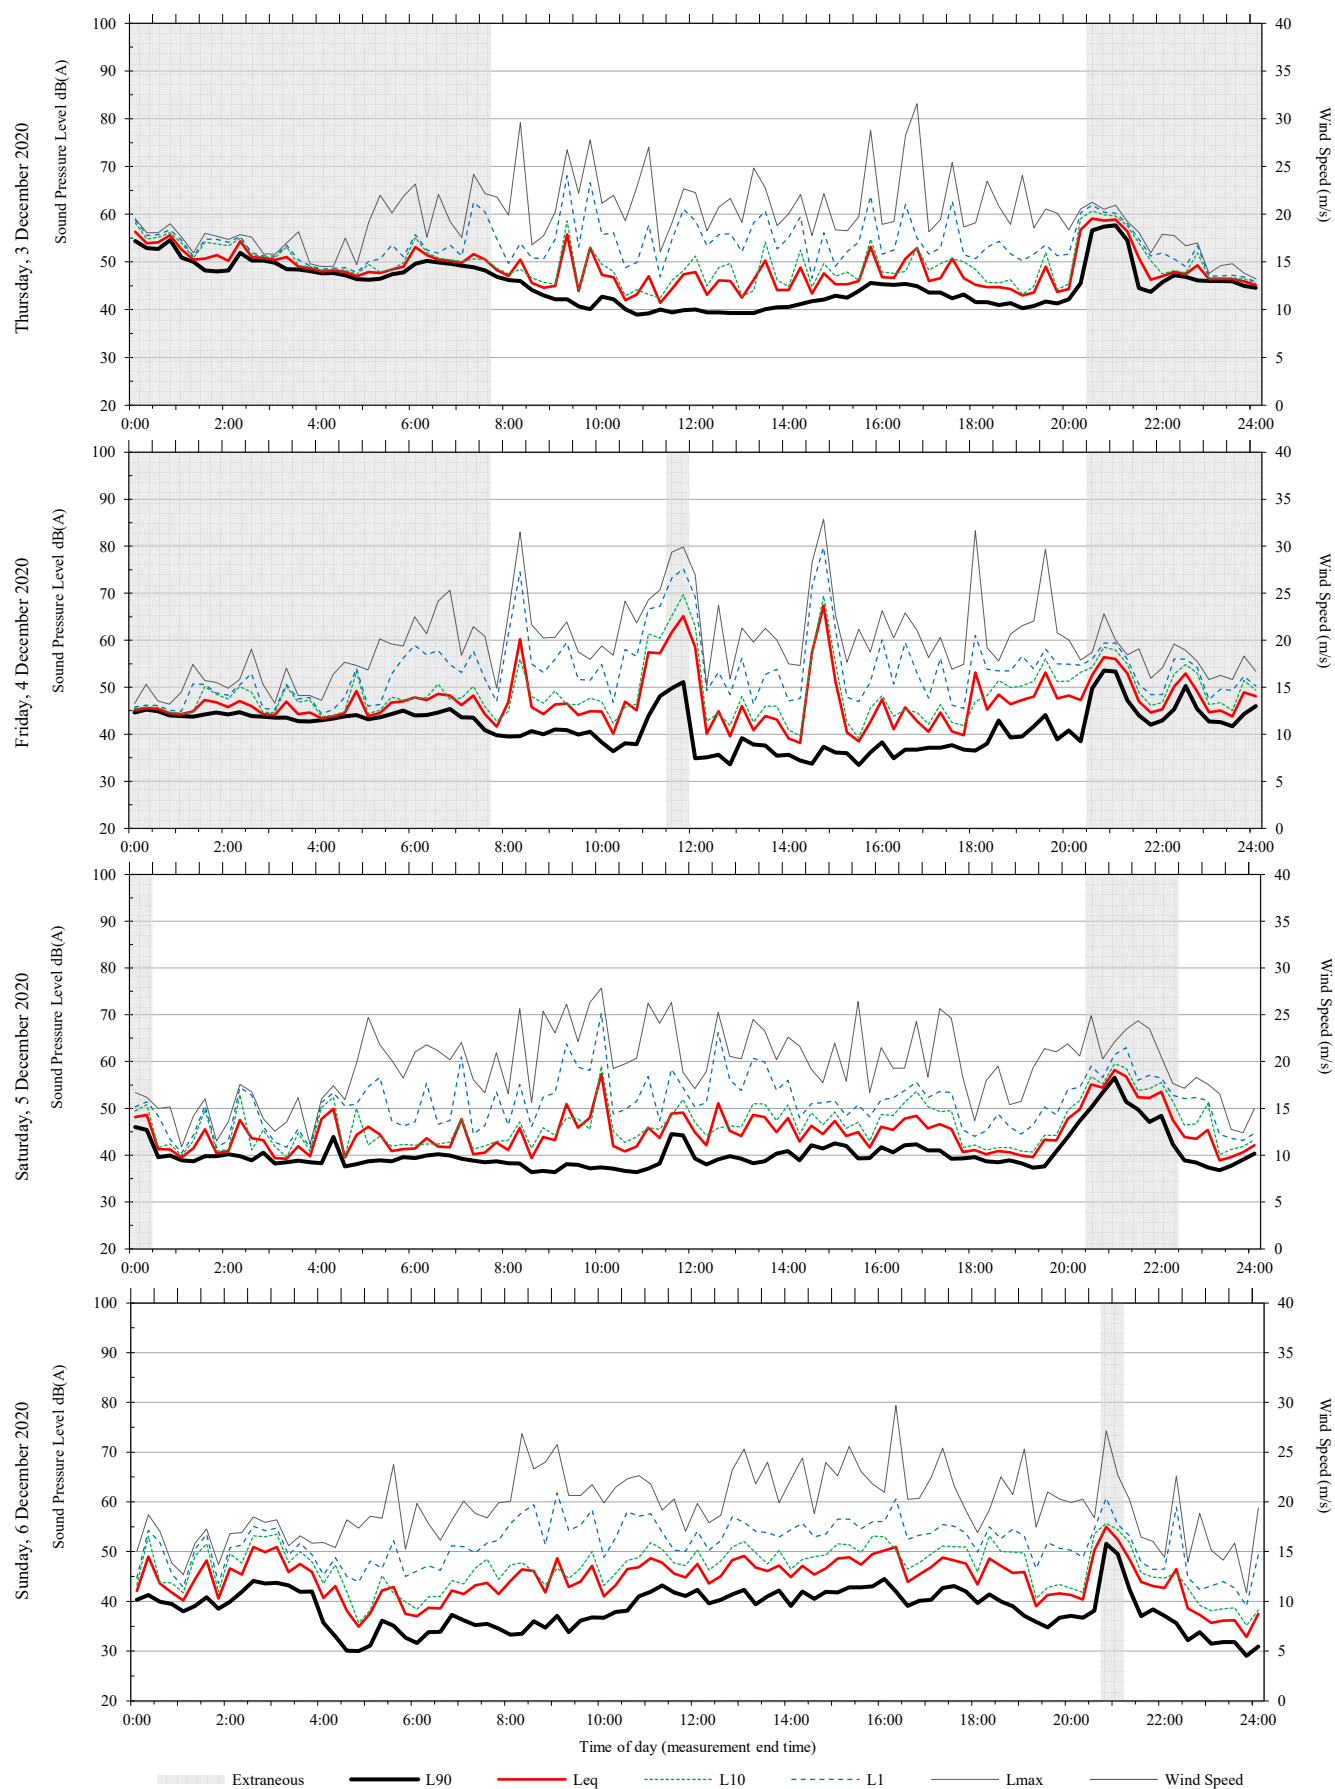 Thursday, 3 December 2020
Sound Pressure Level dB(A)
Wind Speed (m/s)
100 90 80 70 60 50 40 30 20
40 35 30 25 20 15 10 5 0
0:00 2:00 4:00 6:00 8:00 10:00 12:00 14:00 16:00 18:00 20:00 22:00 24:00
Friday, 4 December 2020
Sound Pressure Level dB(A)
Wind Speed (m/s)
100 90 80 70 60 50 40 30 20
40 35 30 25 20 15 10 5 0
0:00 2:00 4:00 6:00 8:00 10:00 12:00 14:00 16:00 18:00 20:00 22:00 24:00
Saturday, 5 December 2020
Sound Pressure Level dB(A)
Wind Speed (m/s)
100 90 80 70 60 50 40 30 20
40 35 30 25 20 15 10 5 0
0:00 2:00 4:00 6:00 8:00 10:00 12:00 14:00 16:00 18:00 20:00 22:00 24:00
Sunday, 6 December 2020
Sound Pressure Level dB(A)
Wind Speed (m/s)
100 90 80 70 60 50 40 30 20
40 35 30 25 20 15 10 5 0
0:00 2:00 4:00 6:00 8:00 10:00 12:00 14:00 16:00 18:00 20:00 22:00 24:00
Time of day (measurement end time)
Extraneous L90 Leq L10 L1 Lmax Wind Speed